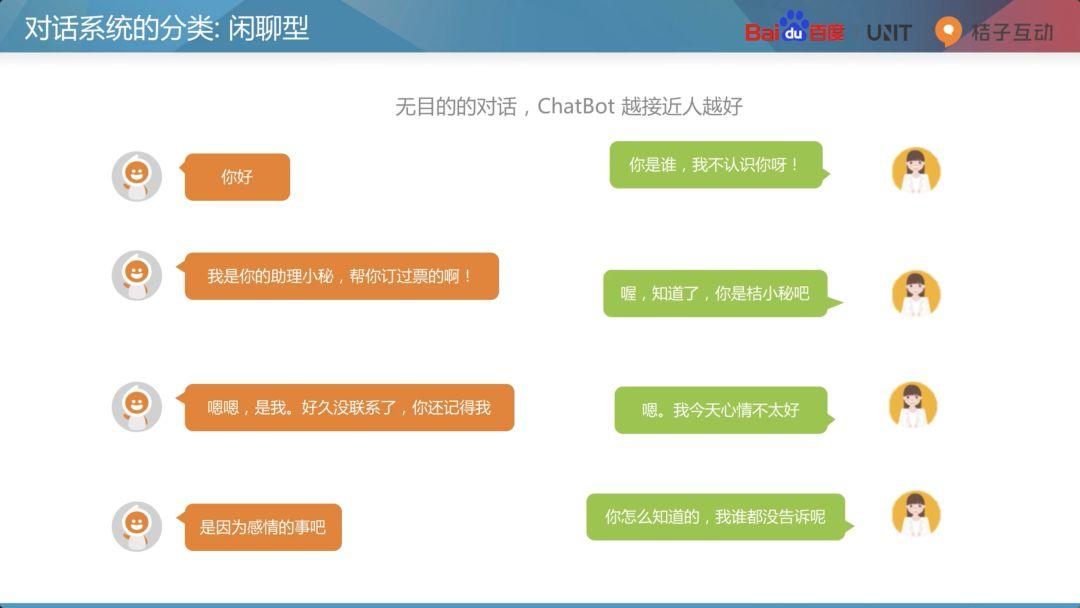 对话系统的分类: 闲聊型
Bai du 百度 UNIT 桔子互动
无目的的对话，ChatBot 越接近人越好
你好
你是谁，我不认识你呀！
我是你的助理小秘，帮你订过票的啊！
喔，知道了，你是桔小秘吧
嗯嗯，是我。好久没联系了，你还记得我
嗯。我今天心情不太好
是因为感情的事吧
你怎么知道的，我谁都没告诉呢